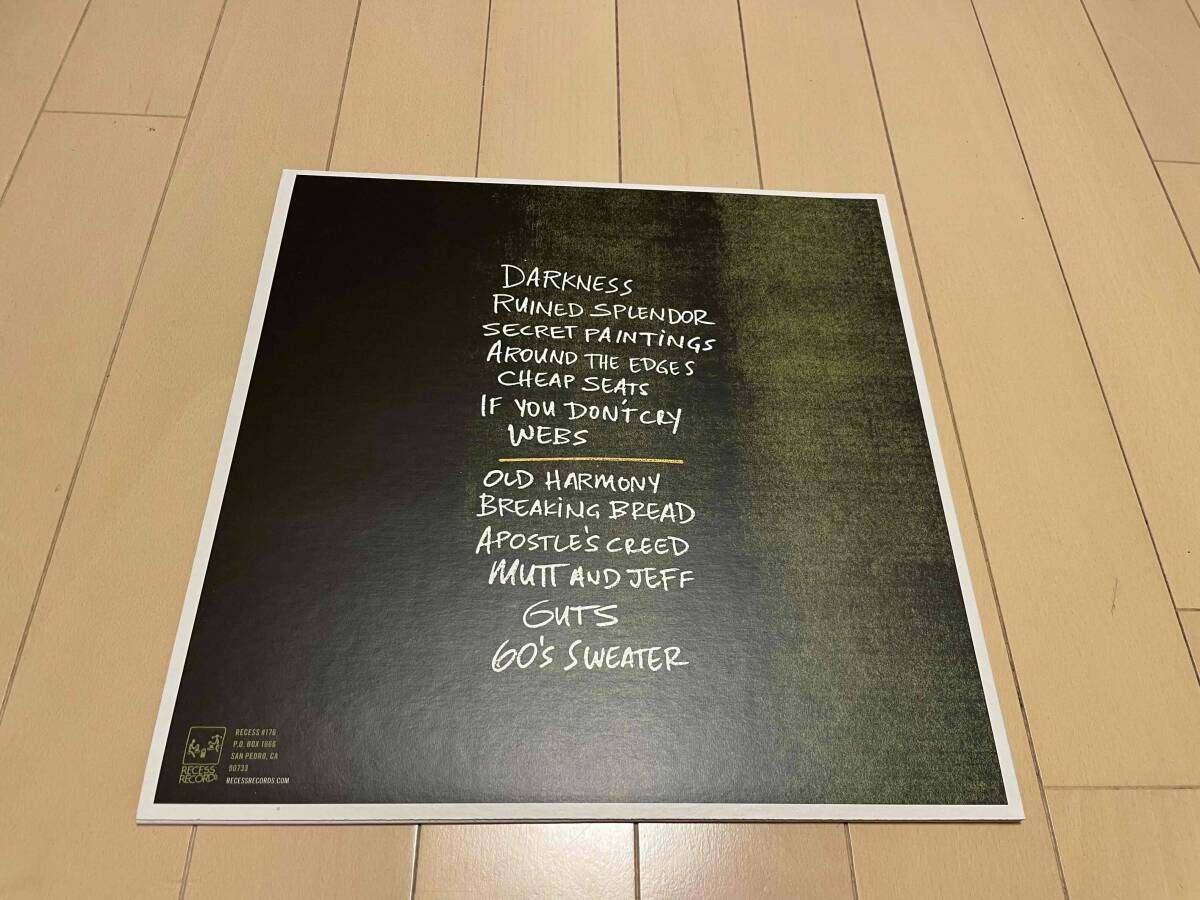 DARKNESS
RUINED SPLENDOR
SECRET PAINTiNGS
AROUND THE EDGES
CHEAP SEATS
IF YOU DON'T CRY
WEBS
OLD HARMONY
BREAKiNG BREAD
APOSTLE'S CREED
MUTT AND JEFF
GUTS
60'S SWEATER
RECESS RECORDS
RECESS #176
P.O. BOX 1666
SAN PEDRO, CA
90733
RECESSRECORDS.COM